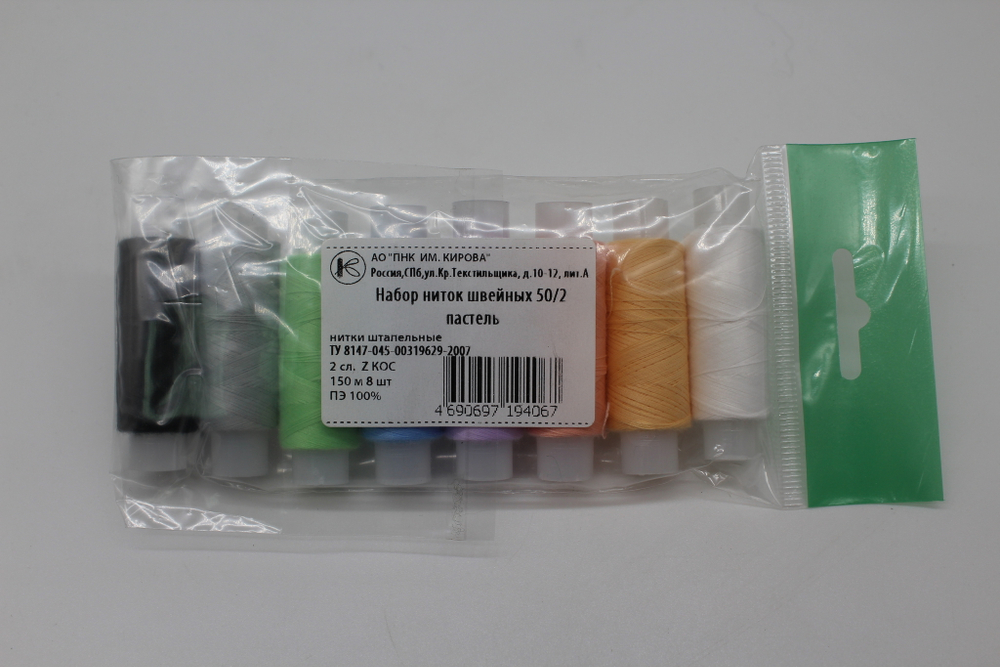 АО "ПНК ИМ. КИРОВА"
Россия,СПб,ул.Кр.Текстильщика, д.10-12, лит.А
Набор ниток швейных 50/2
пастель
нитки штапельные
ТУ 8147-045-00319629-2007
2 сл. Z КОС
150 м 8 шт
ПЭ 100%
4 690697 194067